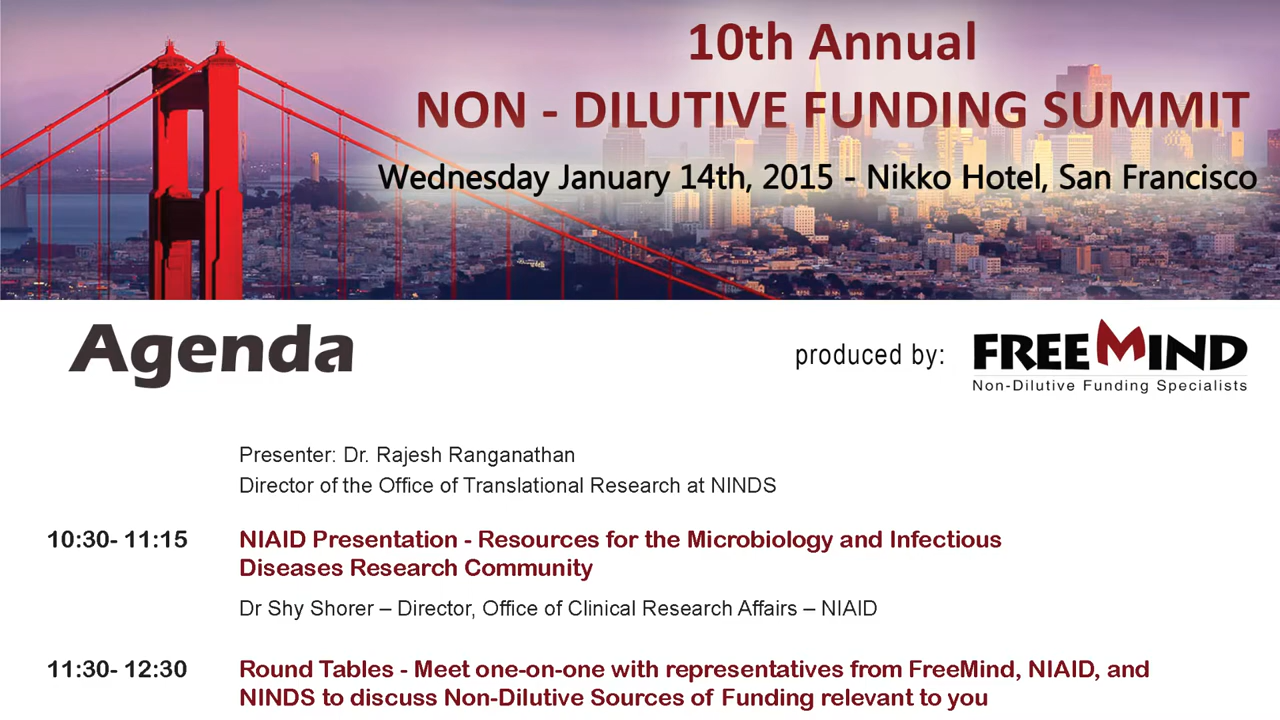 10th Annual
NON - DILUTIVE FUNDING SUMMIT
Wednesday January 14th, 2015 - Nikko Hotel, San Francisco
Agenda
produced by:
FREEMIND
Non-Dilutive Funding Specialists
Presenter: Dr. Rajesh Ranganathan
Director of the Office of Translational Research at NINDS
10:30- 11:15
NIAID Presentation - Resources for the Microbiology and Infectious
Diseases Research Community
Dr Shy Shorer – Director, Office of Clinical Research Affairs – NIAID
11:30- 12:30
Round Tables - Meet one-on-one with representatives from FreeMind, NIAID, and
NINDS to discuss Non-Dilutive Sources of Funding relevant to you